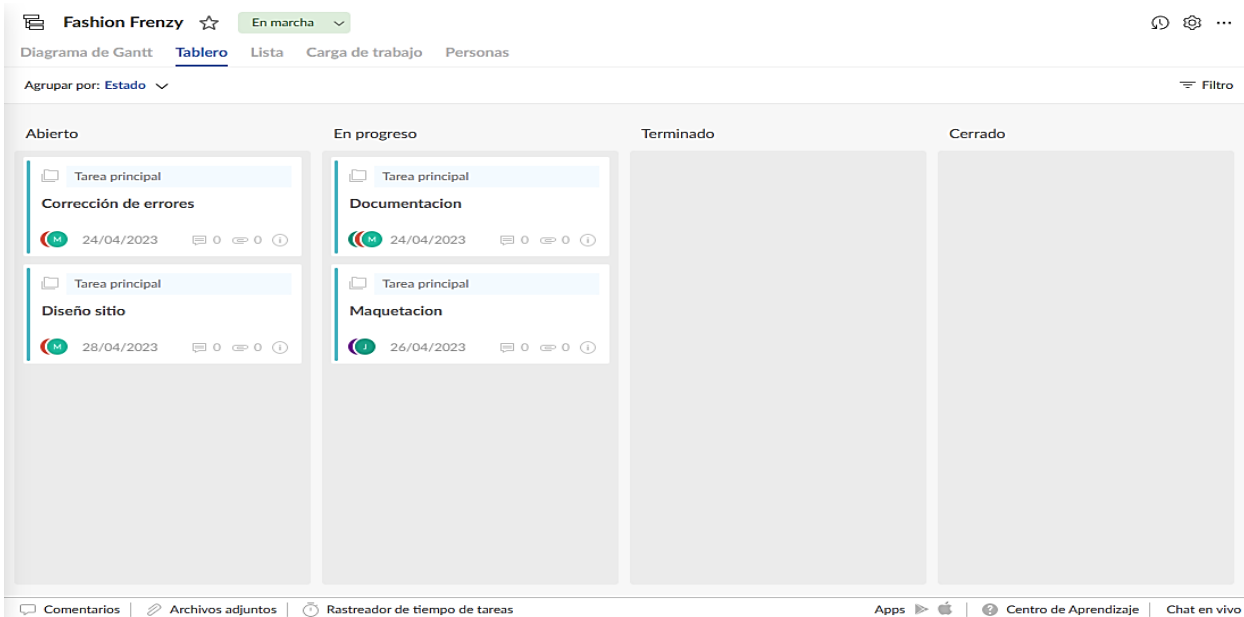 Fashion Frenzy En marcha
Diagrama de Gantt Tablero Lista Carga de trabajo Personas
Agrupar por: Estado Filtro
Abierto En progreso Terminado Cerrado
Tarea principal Tarea principal
Corrección de errores Documentacion
M 24/04/2023 0 0 M 24/04/2023 0 0
Tarea principal Tarea principal
Diseño sitio Maquetacion
M 28/04/2023 0 0 J 26/04/2023 0 0
Comentarios Archivos adjuntos Rastreador de tiempo de tareas Apps Centro de Aprendizaje Chat en vivo